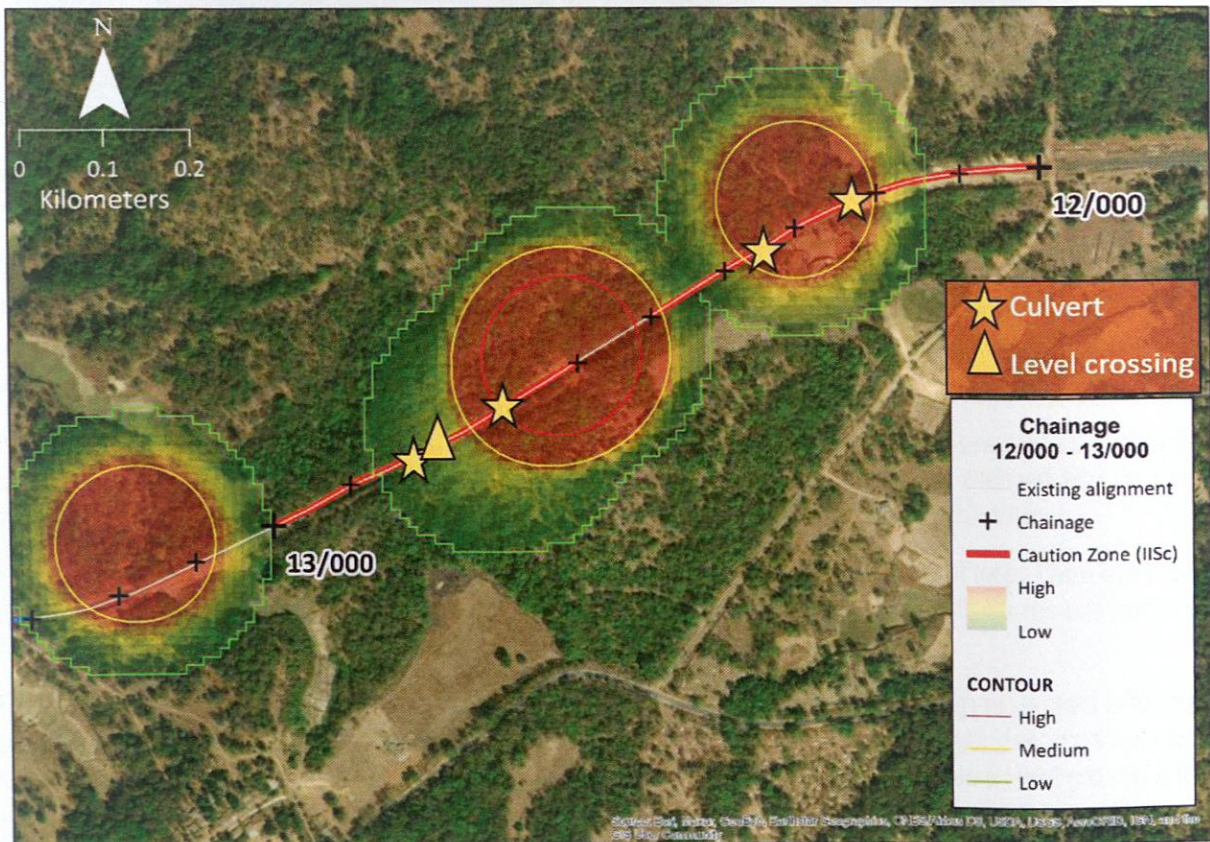 N
0 0.1 0.2
Kilometers
12/000
13/000
Culvert
Level crossing
Chainage
12/000 - 13/000
Existing alignment
Chainage
Caution Zone (IISc)
High
Low
CONTOUR
High
Medium
Low